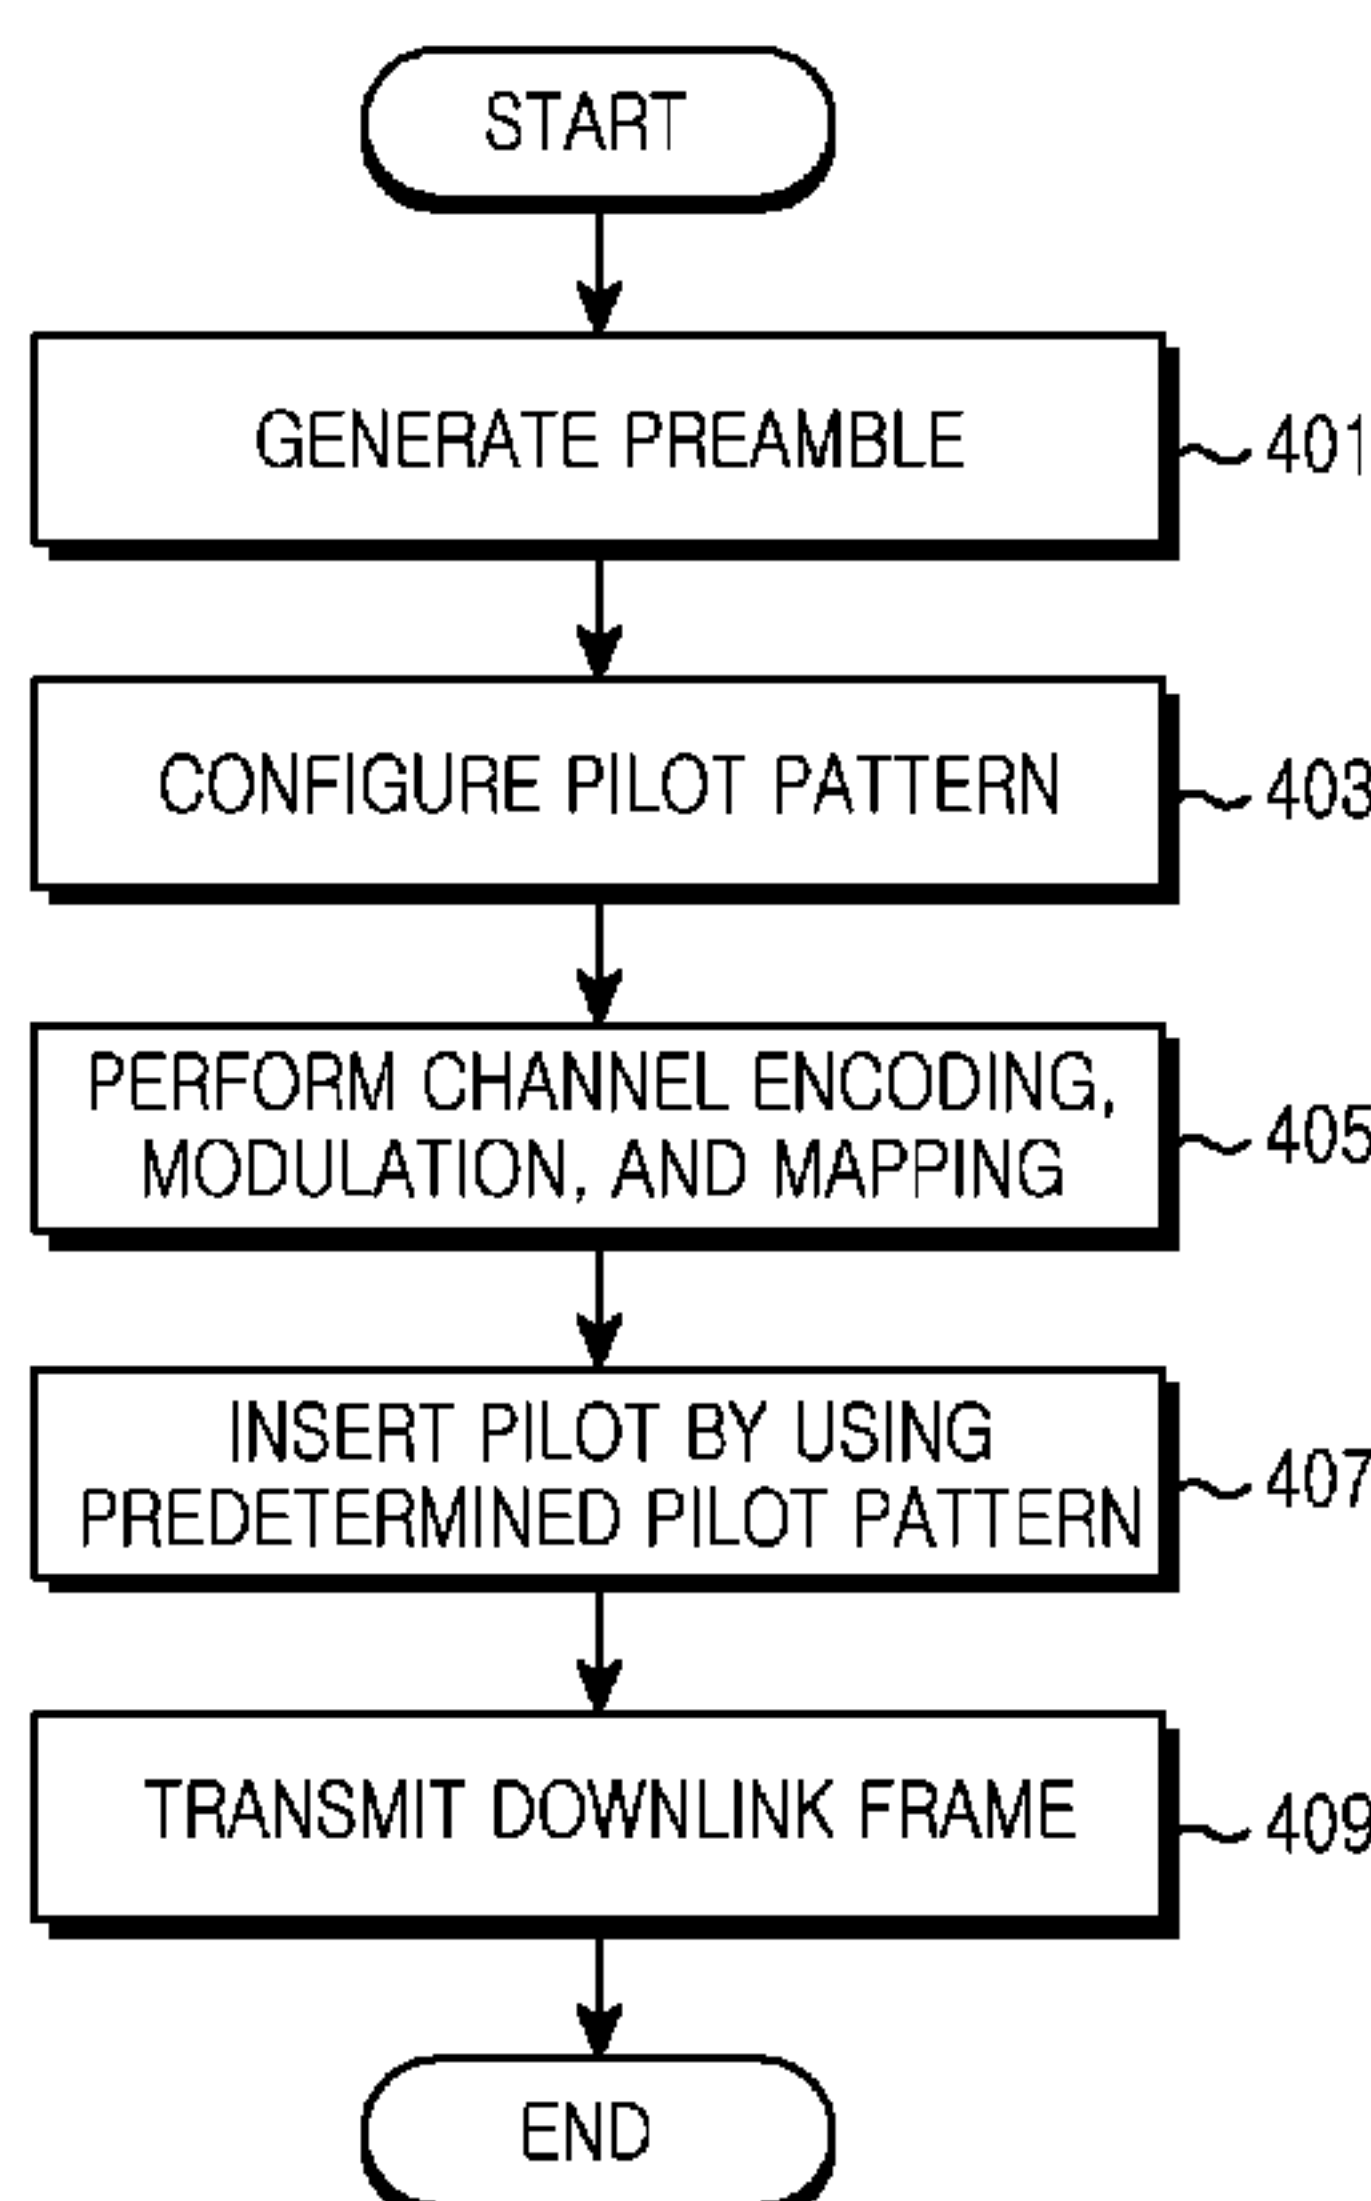 START
GENERATE PREAMBLE
401
CONFIGURE PILOT PATTERN
403
PERFORM CHANNEL ENCODING,
MODULATION, AND MAPPING
405
INSERT PILOT BY USING
PREDETERMINED PILOT PATTERN
407
TRANSMIT DOWNLINK FRAME
409
END